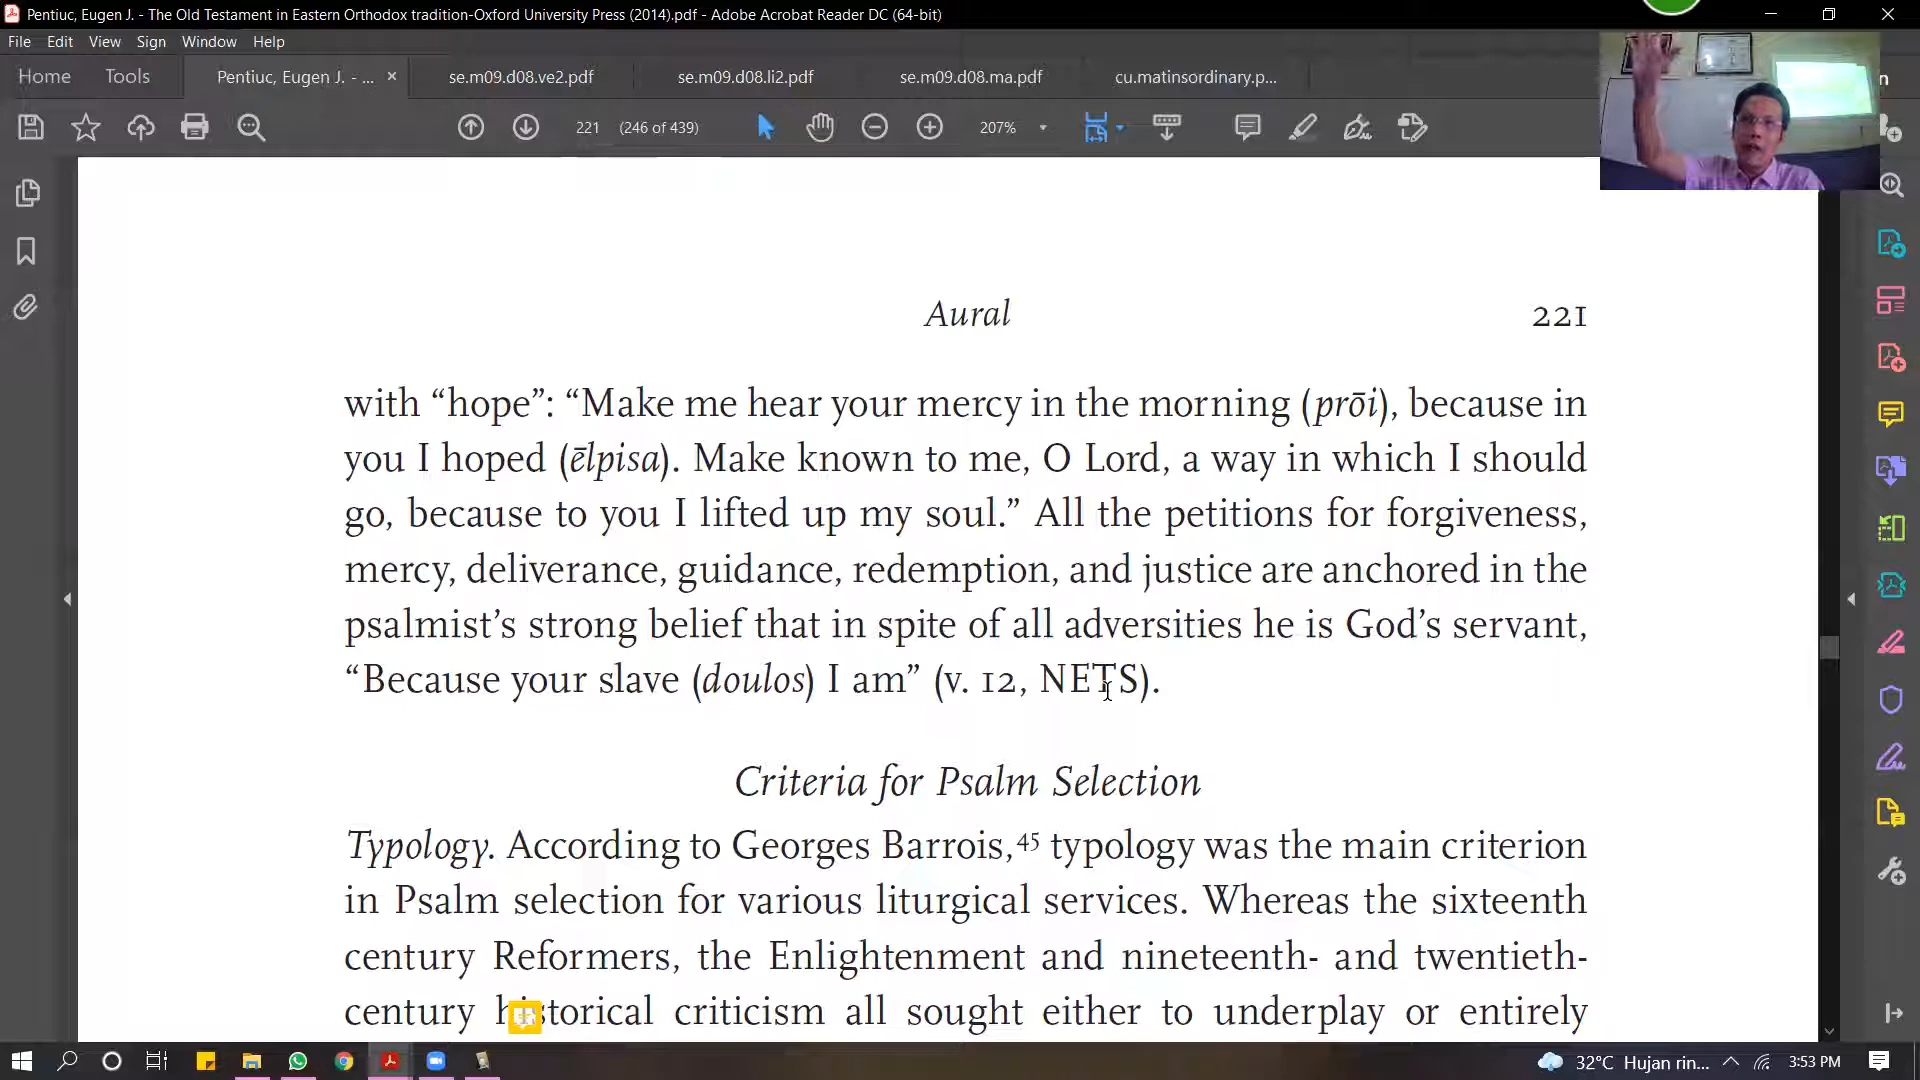 Pentiuc, Eugen J. - The Old Testament in Eastern Orthodox tradition-Oxford University Press (2014).pdf - Adobe Acrobat Reader DC (64-bit)
File Edit View Sign Window Help
Home Tools Pentiuc, Eugen J. - ... × se.m09.d08.ve2.pdf se.m09.d08.li2.pdf se.m09.d08.ma.pdf cu.matinsordinary.p...
221 (246 of 439) 207%
Aural 221
with “hope”: “Make me hear your mercy in the morning (prōi), because in
you I hoped (ēlpisa). Make known to me, O Lord, a way in which I should
go, because to you I lifted up my soul.” All the petitions for forgiveness,
mercy, deliverance, guidance, redemption, and justice are anchored in the
psalmist’s strong belief that in spite of all adversities he is God’s servant,
“Because your slave (doulos) I am” (v. 12, NETS).
Criteria for Psalm Selection
Typology. According to Georges Barrois,45 typology was the main criterion
in Psalm selection for various liturgical services. Whereas the sixteenth
century Reformers, the Enlightenment and nineteenth- and twentieth-
century historical criticism all sought either to underplay or entirely
32°C Hujan rin... 3:53 PM